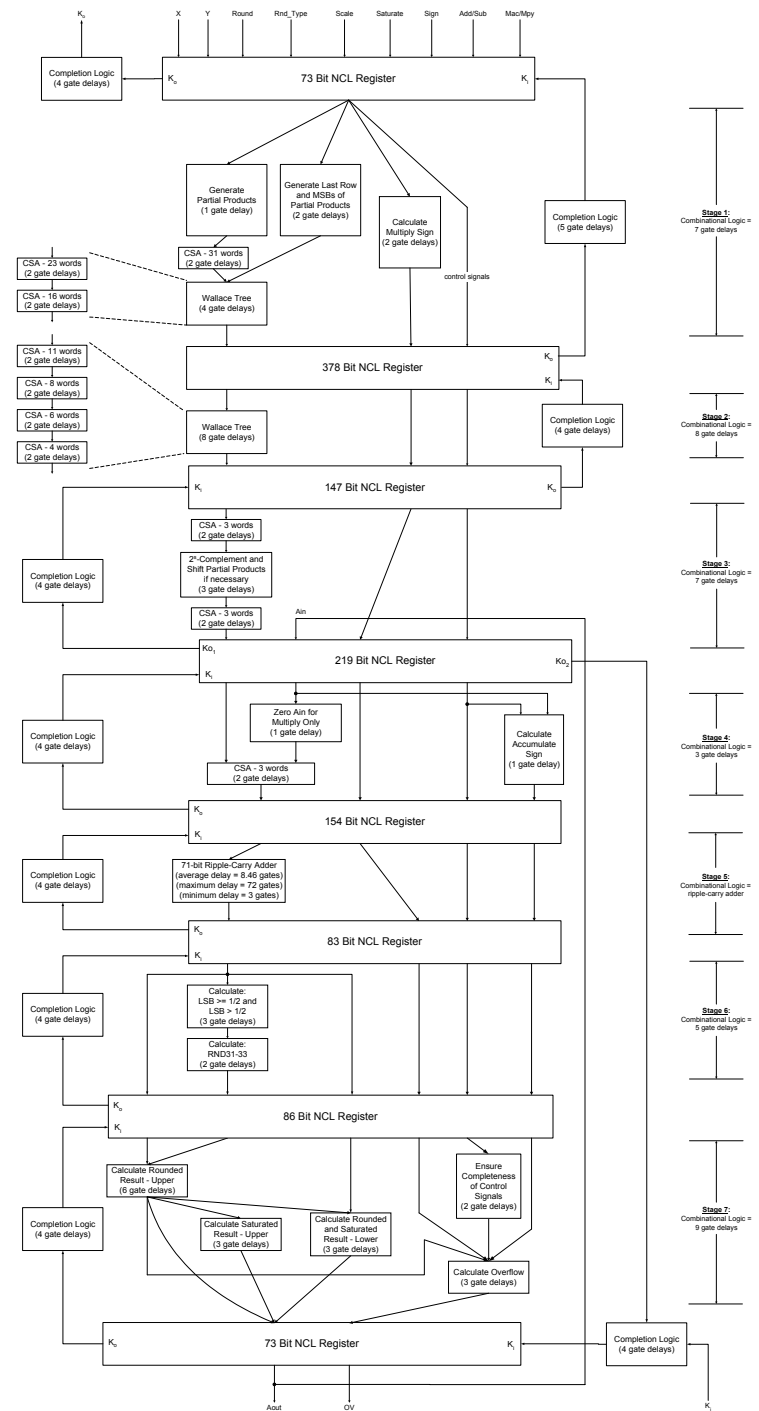 Ko
X
Y
Round
Rnd_Type
Scale
Saturate
Sign
Add/Sub
Mac/Mpy
Completion Logic
(4 gate delays)
Ko
73 Bit NCL Register
Ki
Generate
Partial Products
(1 gate delay)
Generate Last Row
and MSBs of
Partial Products
(2 gate delays)
Calculate
Multiply Sign
(2 gate delays)
Completion Logic
(5 gate delays)
Stage 1:
Combinational Logic =
7 gate delays
CSA - 31 words
(2 gate delays)
control signals
CSA - 23 words
(2 gate delays)
CSA - 16 words
(2 gate delays)
Wallace Tree
(4 gate delays)
378 Bit NCL Register
Ko
Ki
CSA - 11 words
(2 gate delays)
CSA - 8 words
(2 gate delays)
CSA - 6 words
(2 gate delays)
CSA - 4 words
(2 gate delays)
Wallace Tree
(8 gate delays)
Completion Logic
(4 gate delays)
Stage 2:
Combinational Logic =
8 gate delays
Ki
147 Bit NCL Register
Ko
CSA - 3 words
(2 gate delays)
2's-Complement and
Shift Partial Products
if necessary
(3 gate delays)
CSA - 3 words
(2 gate delays)
Completion Logic
(4 gate delays)
Stage 3:
Combinational Logic =
7 gate delays
Ain
Ko1
Ki
219 Bit NCL Register
Ko2
Zero Ain for
Multiply Only
(1 gate delay)
CSA - 3 words
(2 gate delays)
Calculate
Accumulate
Sign
(1 gate delay)
Completion Logic
(4 gate delays)
Stage 4:
Combinational Logic =
3 gate delays
Ko
Ki
154 Bit NCL Register
71-bit Ripple-Carry Adder
(average delay = 8.46 gates)
(maximum delay = 72 gates)
(minimum delay = 3 gates)
Completion Logic
(4 gate delays)
Stage 5:
Combinational Logic =
ripple-carry adder
Ko
Ki
83 Bit NCL Register
Calculate:
LSB >= 1/2 and
LSB > 1/2
(3 gate delays)
Calculate:
RND31-33
(2 gate delays)
Completion Logic
(4 gate delays)
Stage 6:
Combinational Logic =
5 gate delays
Ko
Ki
86 Bit NCL Register
Calculate Rounded
Result - Upper
(6 gate delays)
Ensure
Completeness
of Control
Signals
(2 gate delays)
Calculate Saturated
Result - Upper
(3 gate delays)
Calculate Rounded
and Saturated
Result - Lower
(3 gate delays)
Completion Logic
(4 gate delays)
Stage 7:
Combinational Logic =
9 gate delays
Calculate Overflow
(3 gate delays)
Ko
73 Bit NCL Register
Ki
Completion Logic
(4 gate delays)
Aout
OV
Ki